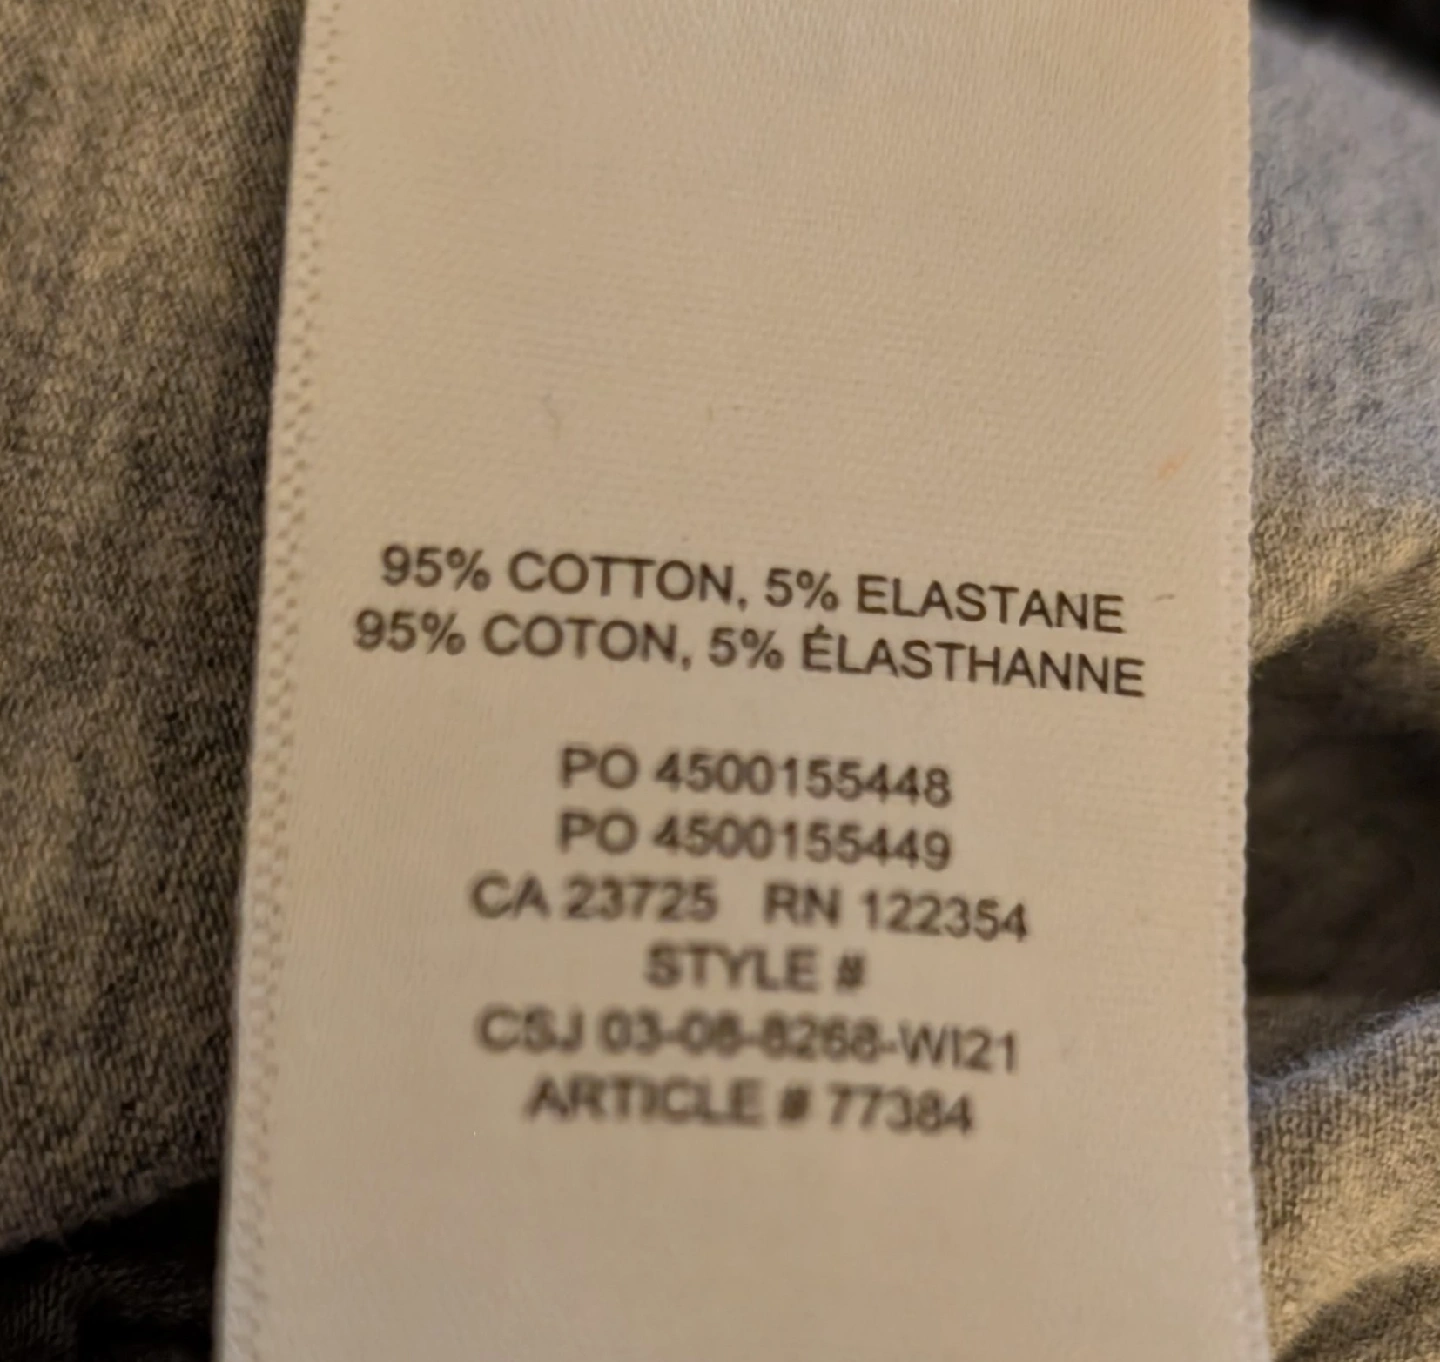 95% COTTON, 5% ELASTANE
95% COTON, 5% ÉLASTHANNE
PO 4500155448
PO 4500155449
CA 23725 RN 122354
STYLE #
CSJ 03-08-8268-WI21
ARTICLE # 77384